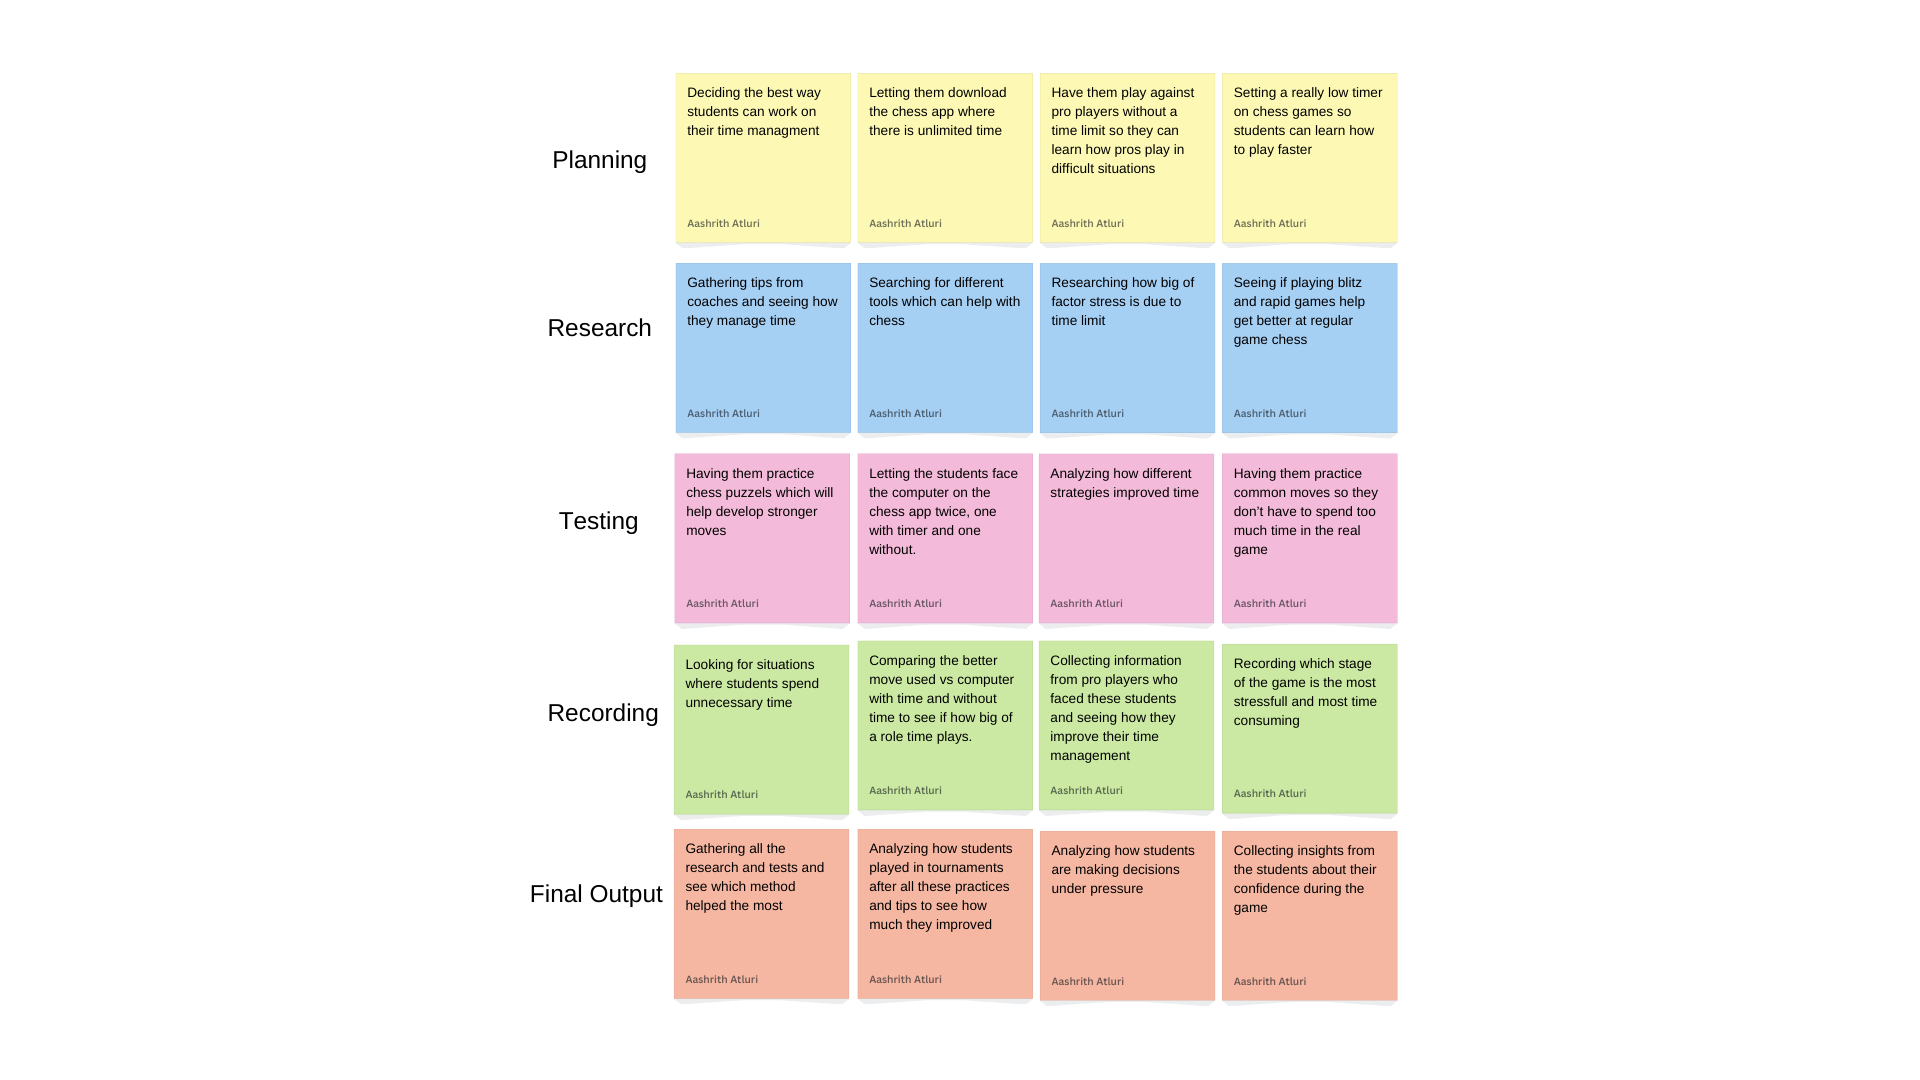 Planning
Deciding the best way
students can work on
their time managment
Aashrith Atluri
Letting them download
the chess app where
there is unlimited time
Aashrith Atluri
Have them play against
pro players without a
time limit so they can
learn how pros play in
difficult situations
Aashrith Atluri
Setting a really low timer
on chess games so
students can learn how
to play faster
Aashrith Atluri
Research
Gathering tips from
coaches and seeing how
they manage time
Aashrith Atluri
Searching for different
tools which can help with
chess
Aashrith Atluri
Researching how big of
factor stress is due to
time limit
Aashrith Atluri
Seeing if playing blitz
and rapid games help
get better at regular
game chess
Aashrith Atluri
Testing
Having them practice
chess puzzels which will
help develop stronger
moves
Aashrith Atluri
Letting the students face
the computer on the
chess app twice, one
with timer and one
without.
Aashrith Atluri
Analyzing how different
strategies improved time
Aashrith Atluri
Having them practice
common moves so they
don’t have to spend too
much time in the real
game
Aashrith Atluri
Recording
Looking for situations
where students spend
unnecessary time
Aashrith Atluri
Comparing the better
move used vs computer
with time and without
time to see if how big of
a role time plays.
Aashrith Atluri
Collecting information
from pro players who
faced these students
and seeing how they
improve their time
management
Aashrith Atluri
Recording which stage
of the game is the most
stressfull and most time
consuming
Aashrith Atluri
Final Output
Gathering all the
research and tests and
see which method
helped the most
Aashrith Atluri
Analyzing how students
played in tournaments
after all these practices
and tips to see how
much they improved
Aashrith Atluri
Analyzing how students
are making decisions
under pressure
Aashrith Atluri
Collecting insights from
the students about their
confidence during the
game
Aashrith Atluri